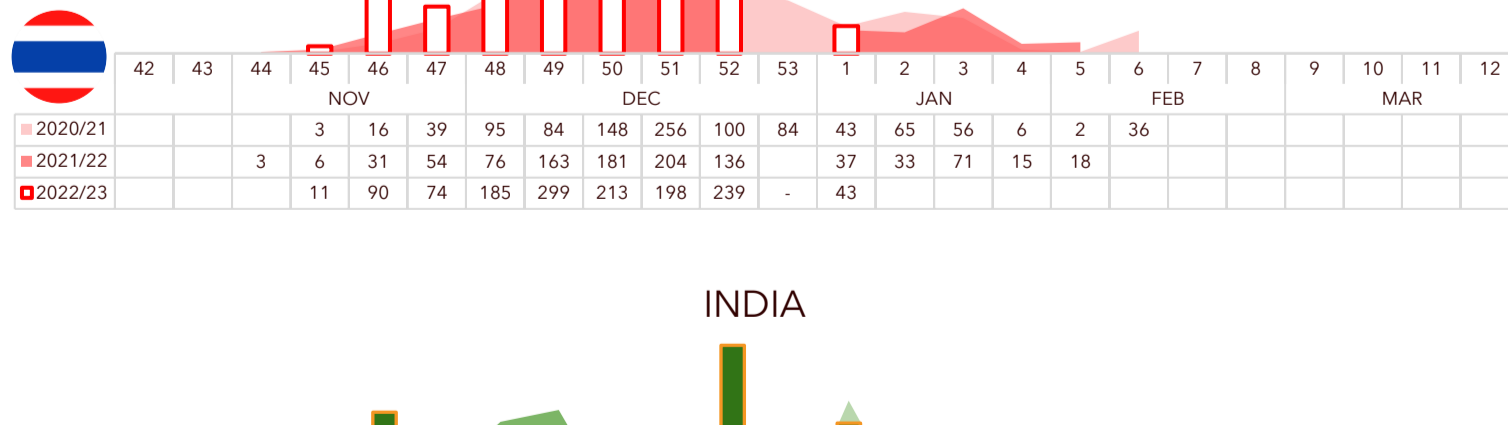 42 43 44 45 46 47 48 49 50 51 52 53 1 2 3 4 5 6 7 8 9 10 11 12
NOV DEC JAN FEB MAR
2020/21 3 16 39 95 84 148 256 100 84 43 65 56 6 2 36
2021/22 3 6 31 54 76 163 181 204 136 37 33 71 15 18
2022/23 11 90 74 185 299 213 198 239 - 43
INDIA